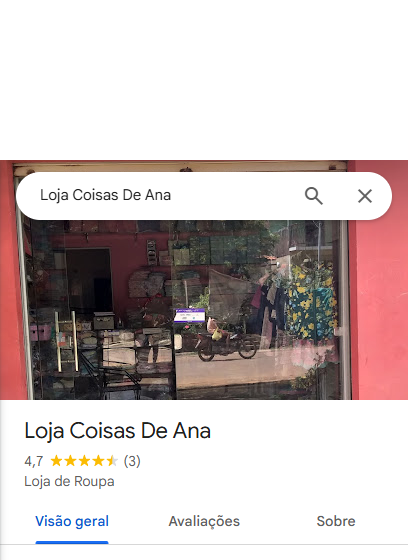 Loja Coisas De Ana
Loja Coisas De Ana
4,7 (3)
Loja de Roupa
Visão geral Avaliações Sobre